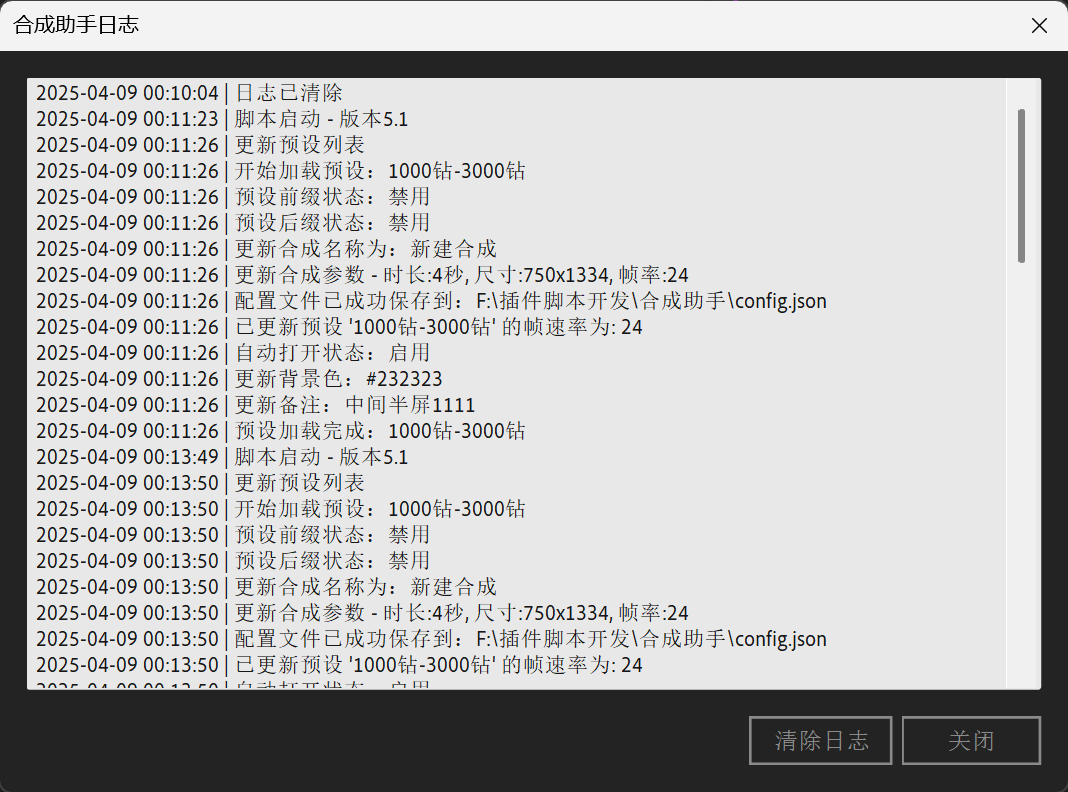 合成助手日志
2025-04-09 00:10:04 | 日志已清除
2025-04-09 00:11:23 | 脚本启动 - 版本5.1
2025-04-09 00:11:26 | 更新预设列表
2025-04-09 00:11:26 | 开始加载预设：1000钻-3000钻
2025-04-09 00:11:26 | 预设前缀状态：禁用
2025-04-09 00:11:26 | 预设后缀状态：禁用
2025-04-09 00:11:26 | 更新合成名称为：新建合成
2025-04-09 00:11:26 | 更新合成参数 - 时长:4秒, 尺寸:750x1334, 帧率:24
2025-04-09 00:11:26 | 配置文件已成功保存到：F:\插件脚本开发\合成助手\config.json
2025-04-09 00:11:26 | 已更新预设 '1000钻-3000钻' 的帧速率为: 24
2025-04-09 00:11:26 | 自动打开状态：启用
2025-04-09 00:11:26 | 更新背景色：#232323
2025-04-09 00:11:26 | 更新备注：中间半屏1111
2025-04-09 00:11:26 | 预设加载完成：1000钻-3000钻
2025-04-09 00:13:49 | 脚本启动 - 版本5.1
2025-04-09 00:13:50 | 更新预设列表
2025-04-09 00:13:50 | 开始加载预设：1000钻-3000钻
2025-04-09 00:13:50 | 预设前缀状态：禁用
2025-04-09 00:13:50 | 预设后缀状态：禁用
2025-04-09 00:13:50 | 更新合成名称为：新建合成
2025-04-09 00:13:50 | 更新合成参数 - 时长:4秒, 尺寸:750x1334, 帧率:24
2025-04-09 00:13:50 | 配置文件已成功保存到：F:\插件脚本开发\合成助手\config.json
2025-04-09 00:13:50 | 已更新预设 '1000钻-3000钻' 的帧速率为: 24
2025-04-09 00:13:50 | 自动打开状态：启用
清除日志
关闭